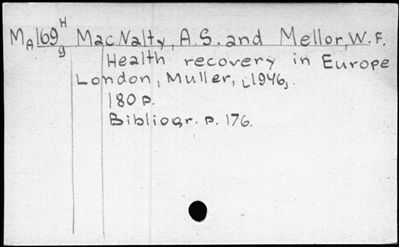 MA169 H g MacNalty, A.S. and Mellor, W.F.
Health recovery in Europe
London, Muller, [1946].
180 p.
Bibliogr. p. 176.